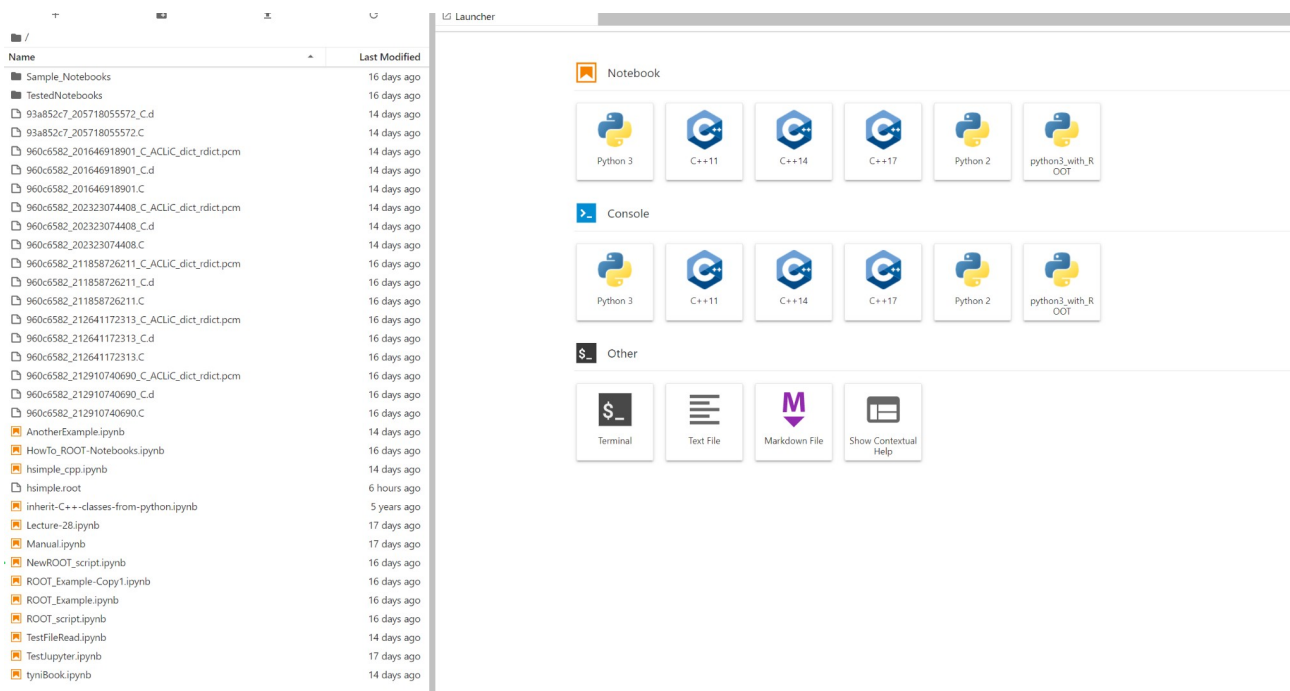 Launcher
/
Name Last Modified
Sample_Notebooks 16 days ago
TestedNotebooks 16 days ago
93a852c7_205718055572_C.d 14 days ago
93a852c7_205718055572.C 14 days ago
960c6582_201646918901_C_ACLiC_dict_rdict.pcm 14 days ago
960c6582_201646918901_C.d 14 days ago
960c6582_201646918901.C 14 days ago
960c6582_202323074408_C_ACLiC_dict_rdict.pcm 14 days ago
960c6582_202323074408_C.d 14 days ago
960c6582_202323074408.C 14 days ago
960c6582_211858726211_C_ACLiC_dict_rdict.pcm 16 days ago
960c6582_211858726211_C.d 16 days ago
960c6582_211858726211.C 16 days ago
960c6582_212641172313_C_ACLiC_dict_rdict.pcm 16 days ago
960c6582_212641172313_C.d 16 days ago
960c6582_212641172313.C 16 days ago
960c6582_212910740690_C_ACLiC_dict_rdict.pcm 16 days ago
960c6582_212910740690_C.d 16 days ago
960c6582_212910740690.C 16 days ago
AnotherExample.ipynb 14 days ago
HowTo_ROOT-Notebooks.ipynb 16 days ago
hsimple_cpp.ipynb 14 days ago
hsimple.root 6 hours ago
inherit-C++-classes-from-python.ipynb 5 years ago
Lecture-28.ipynb 17 days ago
Manual.ipynb 17 days ago
NewROOT_script.ipynb 16 days ago
ROOT_Example-Copy1.ipynb 16 days ago
ROOT_Example.ipynb 16 days ago
ROOT_script.ipynb 16 days ago
TestFileRead.ipynb 14 days ago
TestJupyter.ipynb 17 days ago
tyniBook.ipynb 14 days ago
Notebook
Python 3 C++11 C++14 C++17 Python 2 python3_with_R
OOT
Console
Python 3 C++11 C++14 C++17 Python 2 python3_with_R
OOT
$_ Other
$_ M
Terminal Text File Markdown File Show Contextual
Help